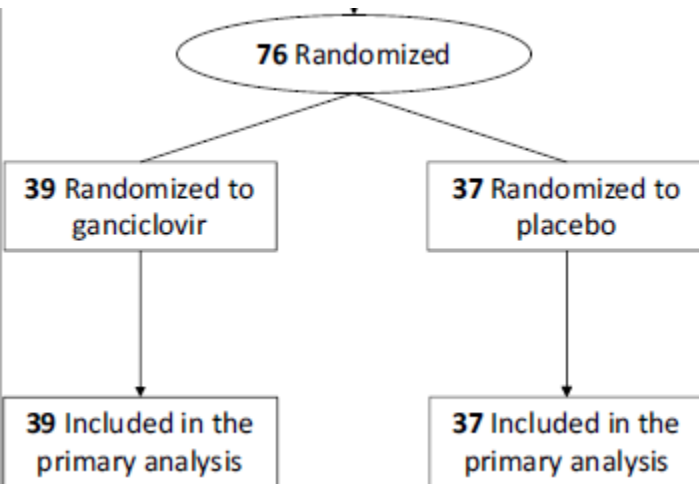 76 Randomized
39 Randomized to
ganciclovir
37 Randomized to
placebo
39 Included in the
primary analysis
37 Included in the
primary analysis